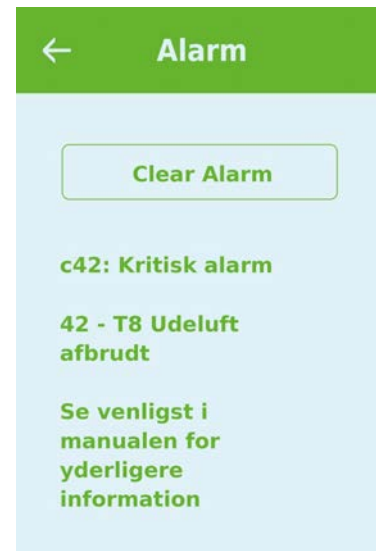 Alarm
Clear Alarm
c42: Kritisk alarm
42 - T8 Udeluft
afbrudt
Se venligst i
manualen for
yderligere
information